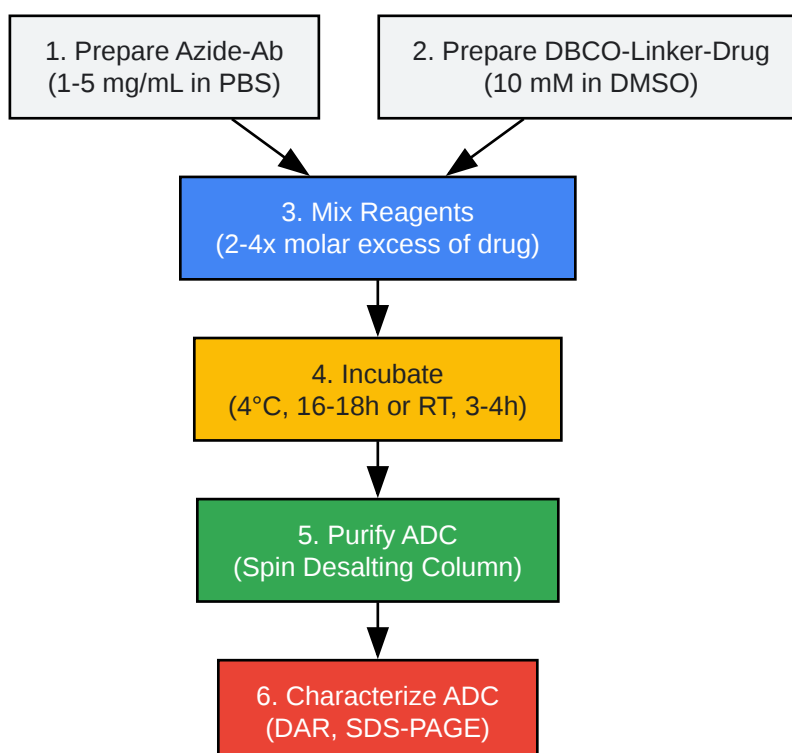 1. Prepare Azide-Ab
(1-5 mg/mL in PBS)
2. Prepare DBCO-Linker-Drug
(10 mM in DMSO)
3. Mix Reagents
(2-4x molar excess of drug)
4. Incubate
(4°C, 16-18h or RT, 3-4h)
5. Purify ADC
(Spin Desalting Column)
6. Characterize ADC
(DAR, SDS-PAGE)